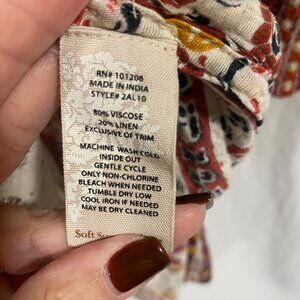 RN# 101206
MADE IN INDIA
STYLE# 2AL10
80% VISCOSE
20% LINEN
EXCLUSIVE OF TRIM
MACHINE WASH COLD
INSIDE OUT
GENTLE CYCLE
ONLY NON-CHLORINE
BLEACH WHEN NEEDED
TUMBLE DRY LOW
COOL IRON IF NEEDED
MAY BE DRY CLEANED
Soft